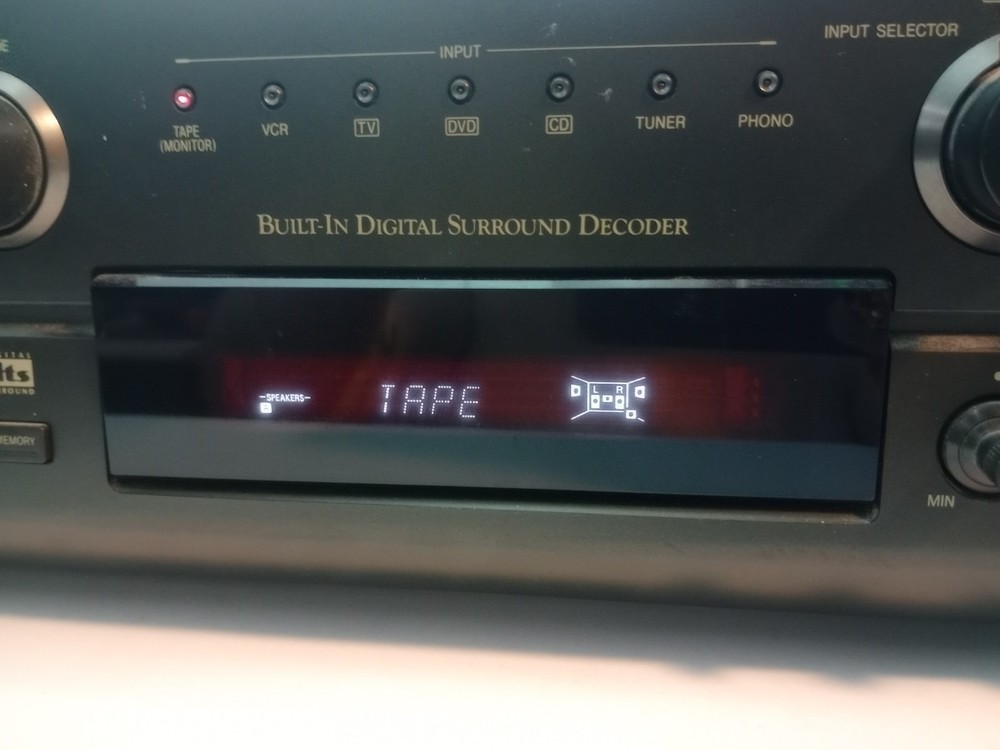 INPUT
INPUT SELECTOR
TAPE
(MONITOR)
VCR
TV
DVD
CD
TUNER
PHONO
BUILT-IN DIGITAL SURROUND DECODER
SPEAKERS
TAPE
L R
MEMORY
MIN